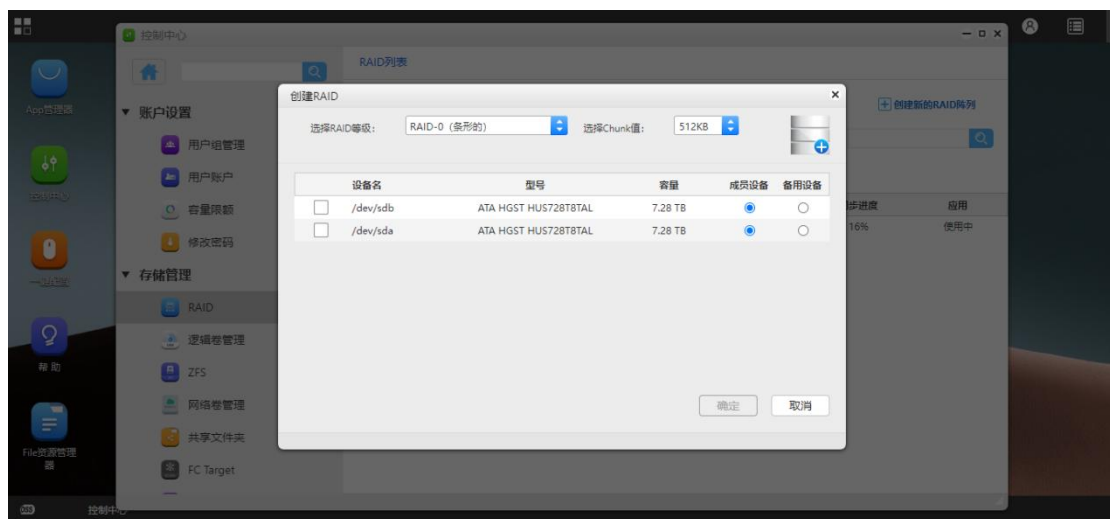 控制中心
RAID列表
App管理器
账户设置
创建新的RAID阵列
用户组管理
控制中心
用户账户
容量限额
修改密码
存储管理
RAID
逻辑卷管理
帮 助
ZFS
网络卷管理
共享文件夹
File资源管理
器
FC Target
创建RAID
选择RAID等级:
RAID-0 (条形的)
选择Chunk值:
512KB
设备名 型号 容量 成员设备 备用设备
/dev/sdb ATA HGST HUS728T8TAL 7.28 TB
/dev/sda ATA HGST HUS728T8TAL 7.28 TB
步进度 应用
16% 使用中
确定 取消
控制中心